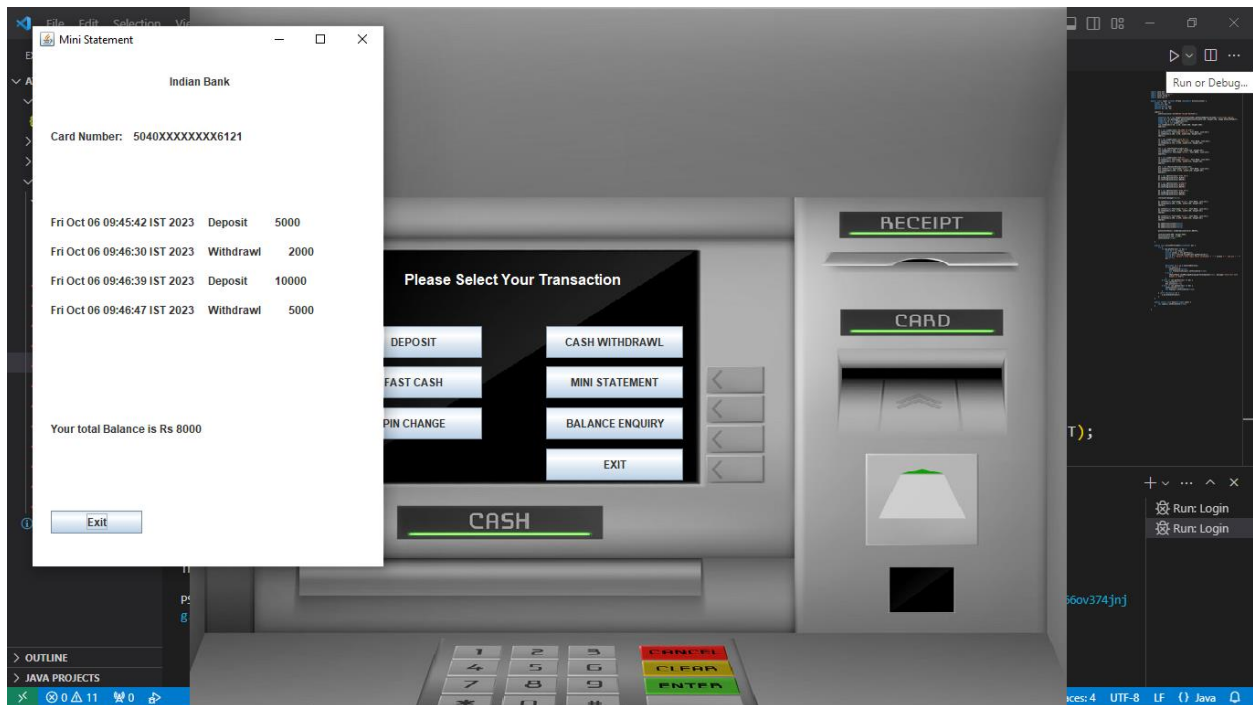 File Edit Selection
Mini Statement
Indian Bank
Card Number: 5040XXXXXXXX6121
Fri Oct 06 09:45:42 IST 2023 Deposit 5000
Fri Oct 06 09:46:30 IST 2023 Withdrawl 2000
Fri Oct 06 09:46:39 IST 2023 Deposit 10000
Fri Oct 06 09:46:47 IST 2023 Withdrawl 5000
Your total Balance is Rs 8000
Exit
Please Select Your Transaction
DEPOSIT
CASH WITHDRAWL
FAST CASH
MINI STATEMENT
PIN CHANGE
BALANCE ENQUIRY
EXIT
CASH
RECEIPT
CARD
1 2 3 CANCEL
4 5 6 CLEAR
7 8 9 ENTER
* 0 #
Run or Debug...
T);
Run: Login
Run: Login
66ov374jnj
OUTLINE
JAVA PROJECTS
0 11 0
UTF-8 LF {} Java